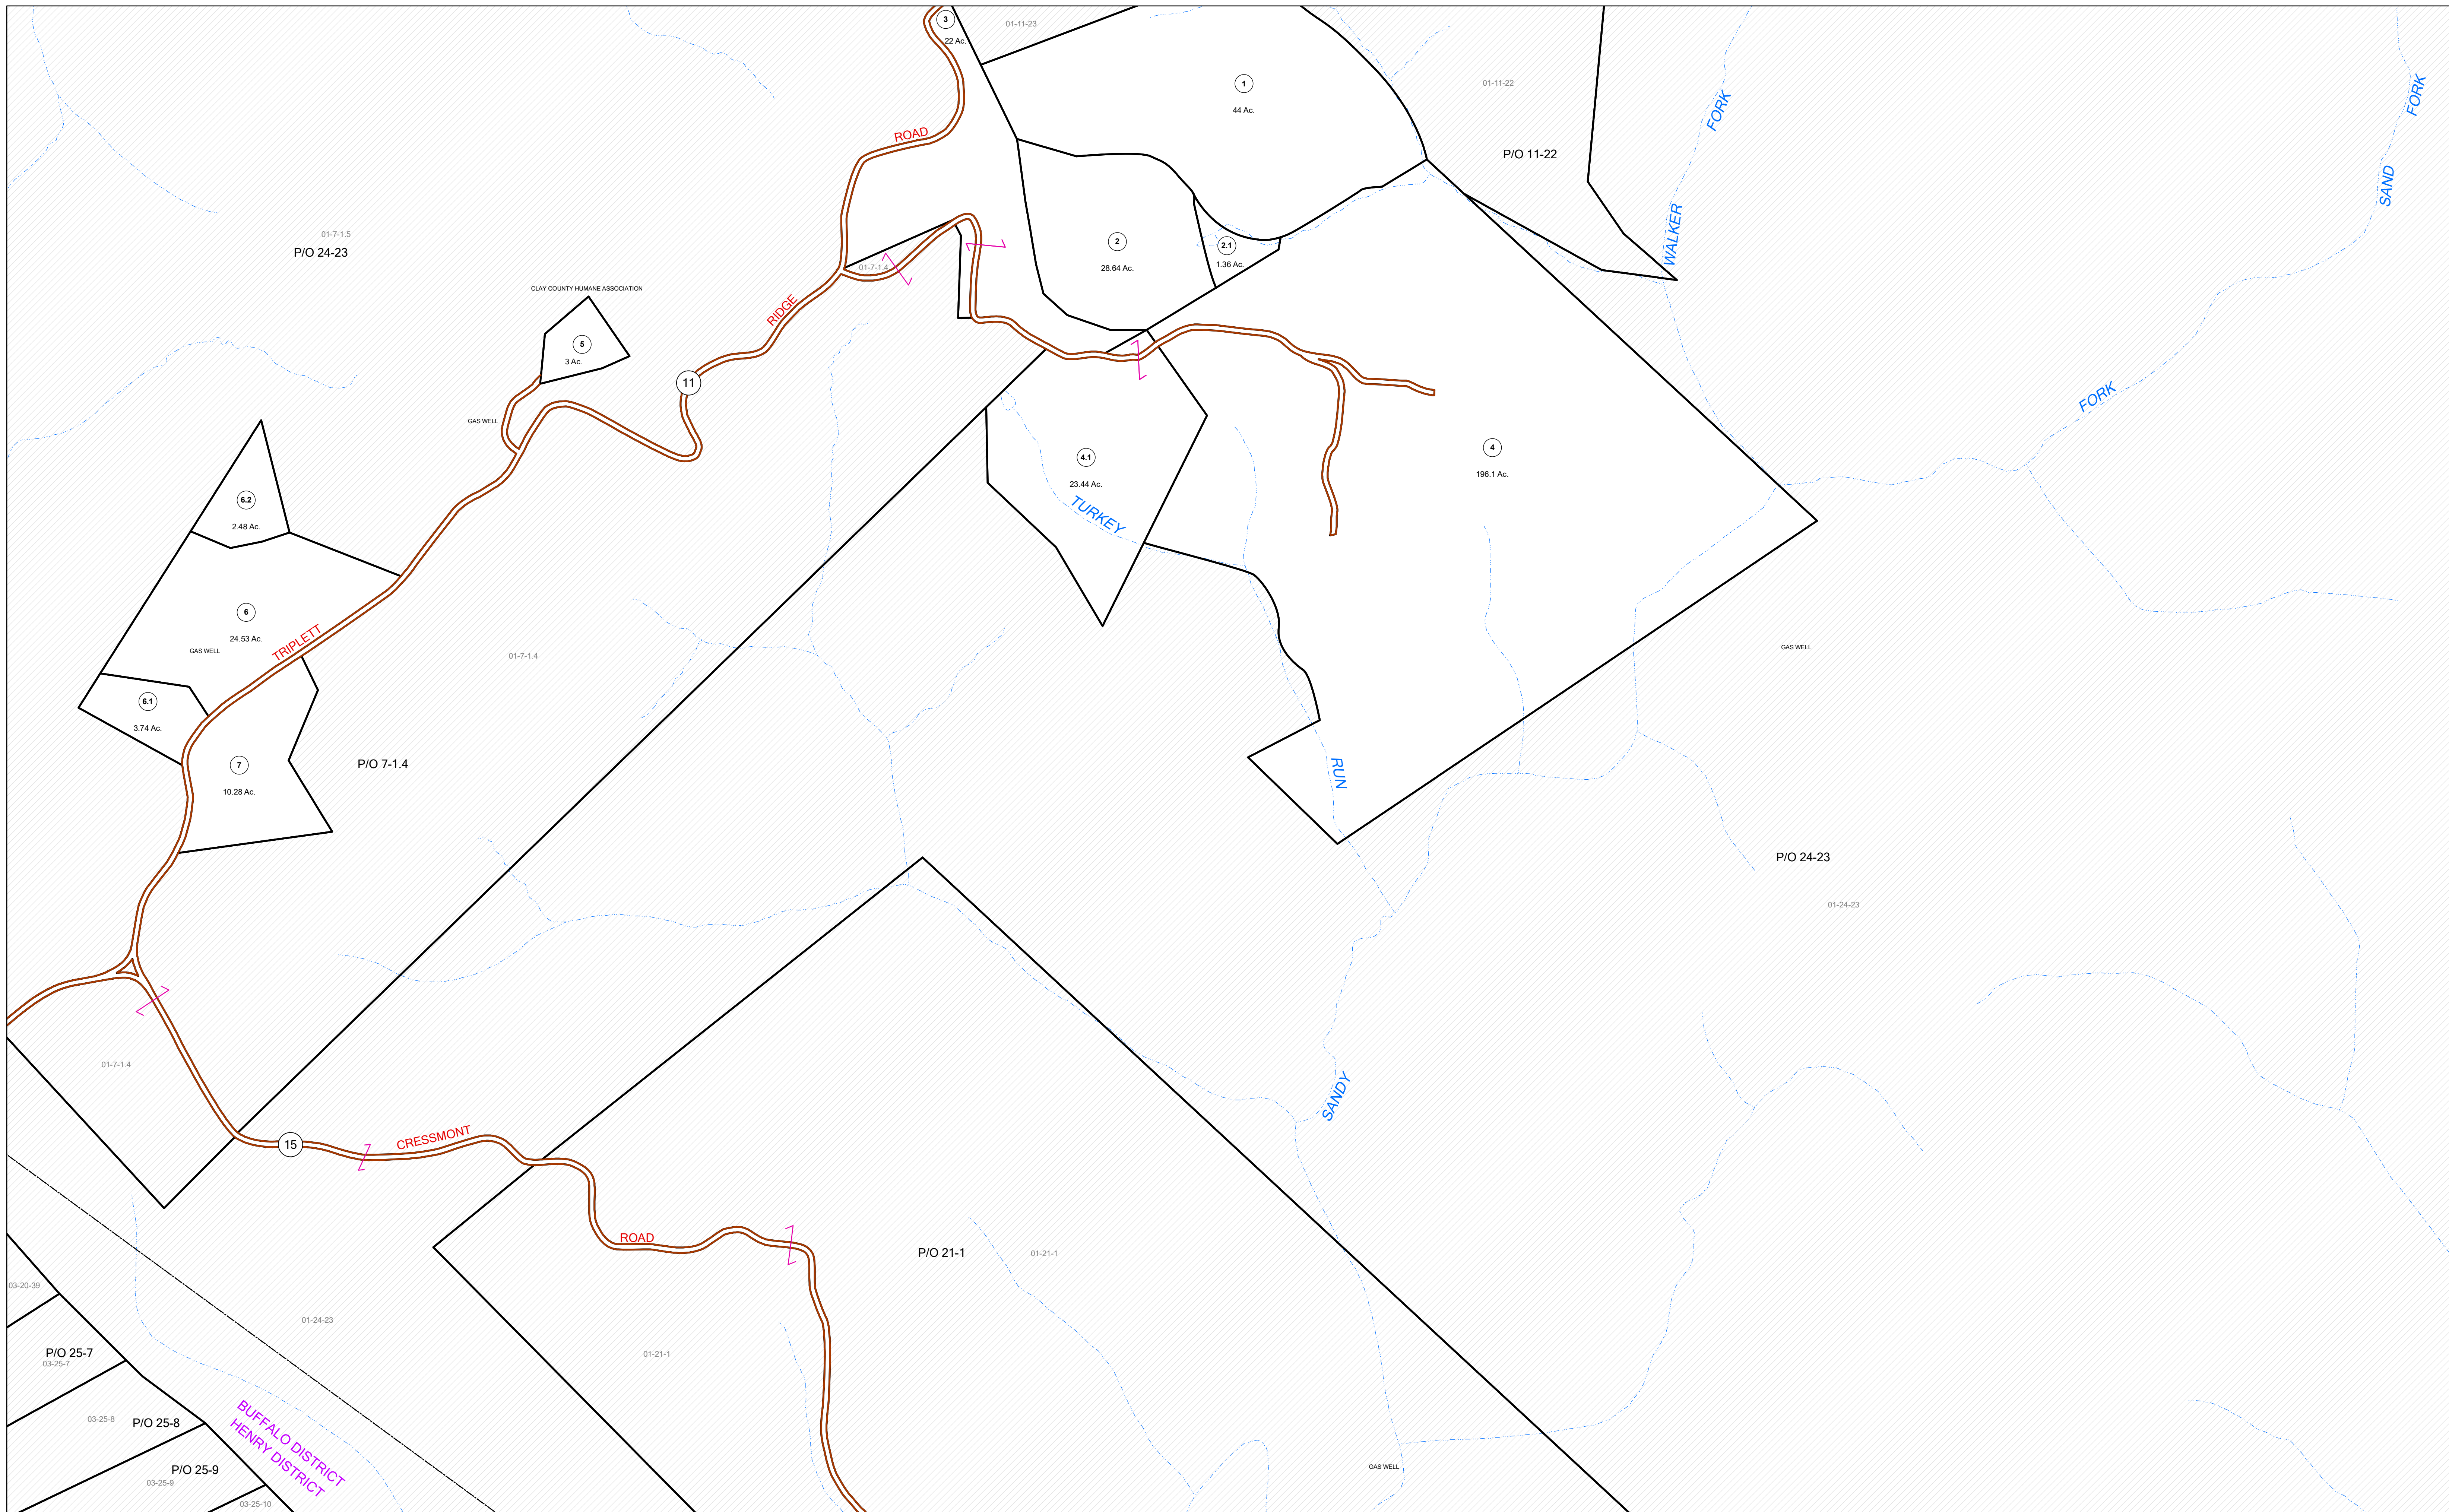 3
22 Ac.
01-11-23
1
44 Ac.
01-11-22
P/O 11-22
FORK
FORK
SAND
WALKER
ROAD
01-7-1.5
P/O 24-23
2
28.64 Ac.
2.1
1.36 Ac.
01-7-1.4
CLAY COUNTY HUMANE ASSOCIATION
RIDGE
5
3 Ac.
11
FORK
GAS WELL
4
196.1 Ac.
4.1
23.44 Ac.
TURKEY
6.2
2.48 Ac.
6
24.53 Ac.
GAS WELL
TRIPLETT
01-7-1.4
GAS WELL
6.1
3.74 Ac.
7
10.28 Ac.
P/O 7-1.4
RUN
P/O 24-23
01-24-23
01-7-1.4
SANDY
15
CRESSMONT
ROAD
P/O 21-1
01-21-1
03-20-39
01-24-23
P/O 25-7
03-25-7
01-21-1
03-25-8
P/O 25-8
BUFFALO DISTRICT
HENRY DISTRICT
P/O 25-9
03-25-9
GAS WELL
03-25-10